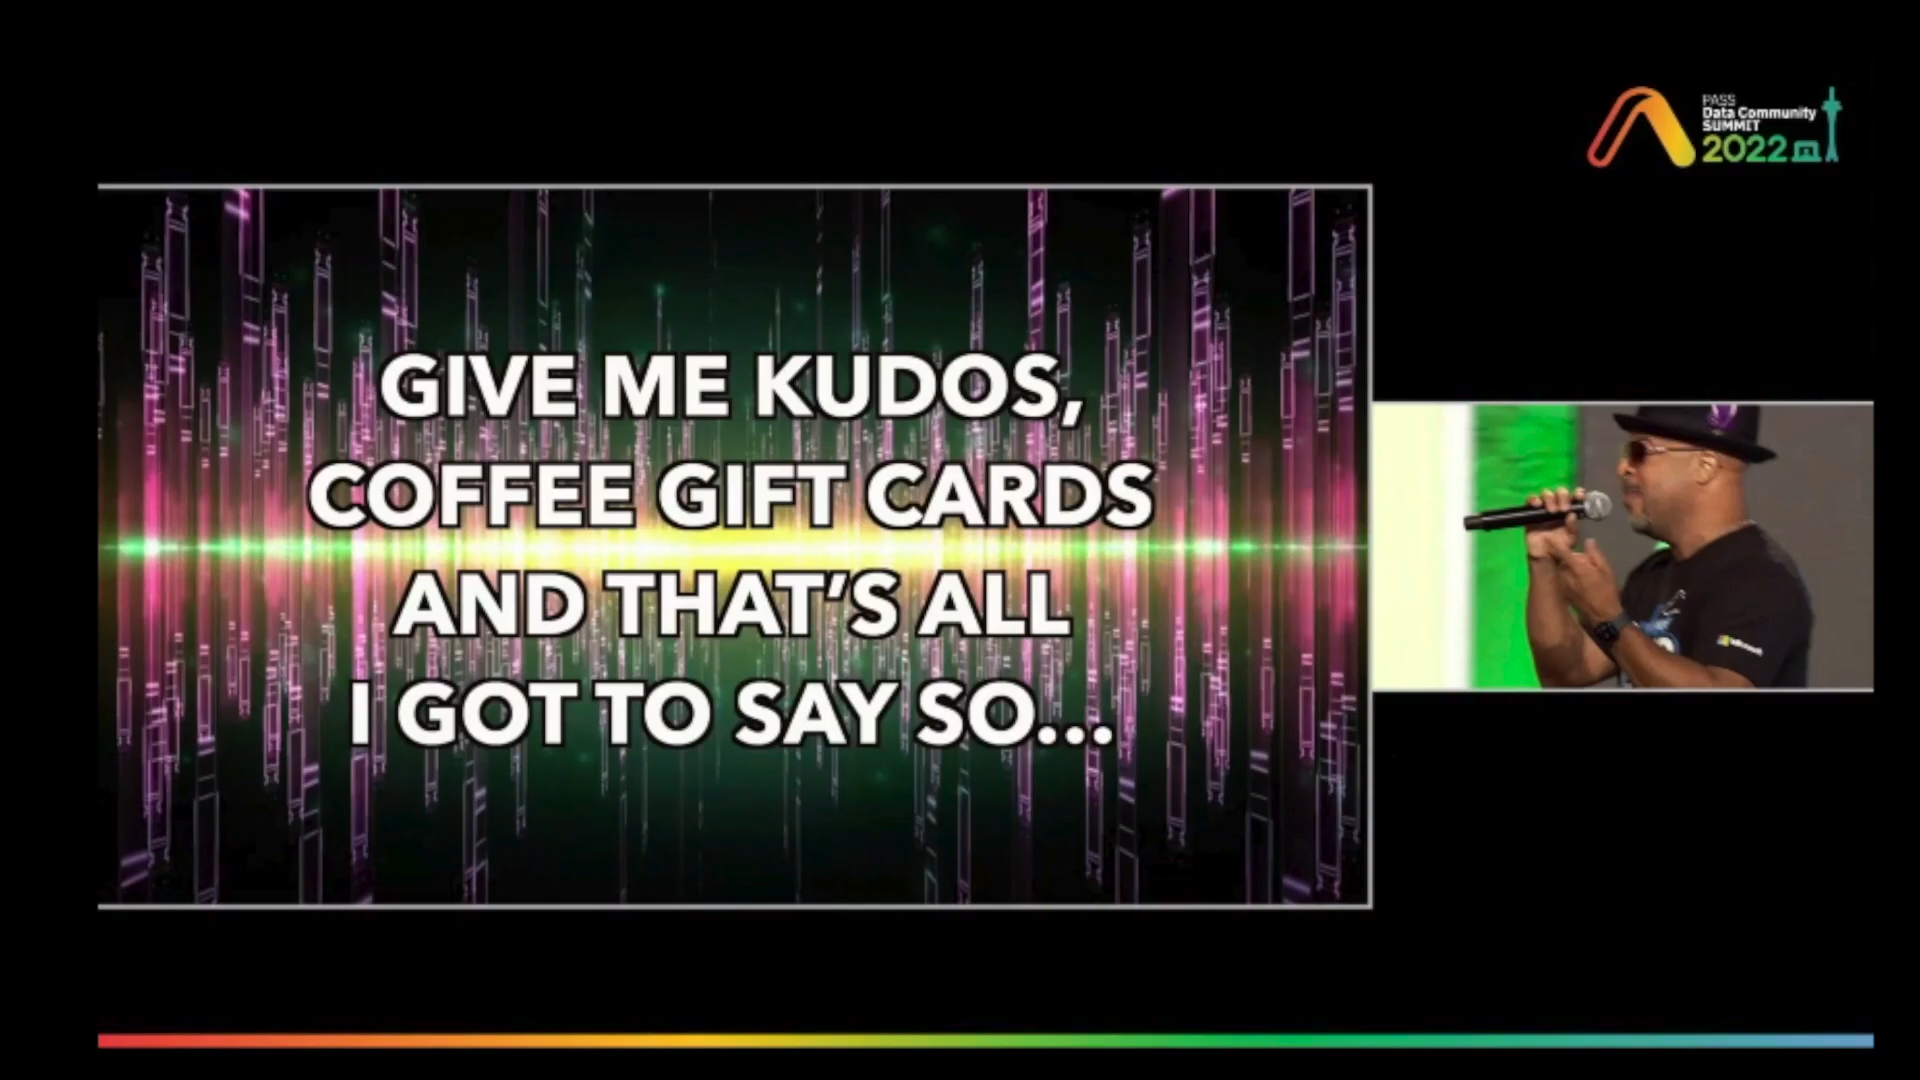 PASS
Data Community
SUMMIT
2022
GIVE ME KUDOS,
COFFEE GIFT CARDS
AND THAT'S ALL
I GOT TO SAY SO...